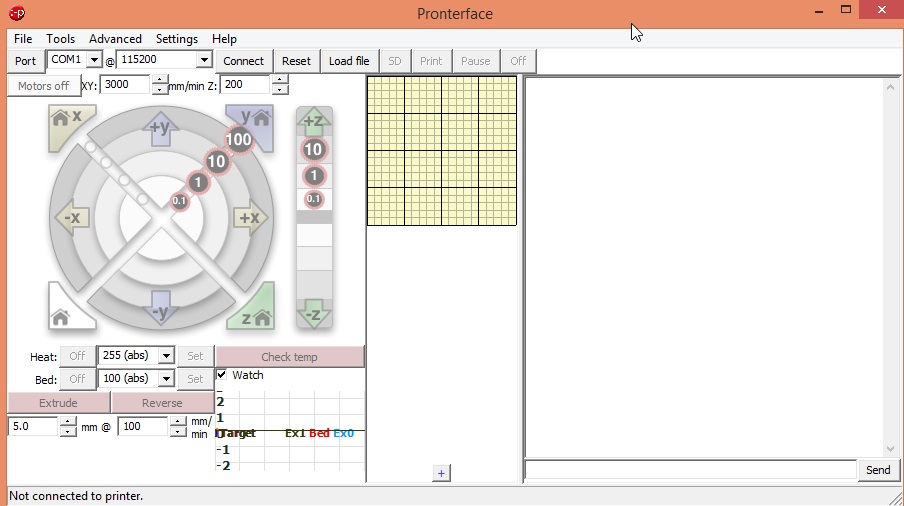 Pronterface
File Tools Advanced Settings Help
Port COM1 @ 115200 Connect Reset Load file SD Print Pause Off
Motors off XY: 3000 mm/min Z: 200
x y +z
+y 100 10
10 1
1 0.1
0.1
-x +x
-y -z
z
Heat: Off 255 (abs) Set Check temp
Bed: Off 100 (abs) Set Watch
Extrude Reverse
5.0 mm @ 100 mm/
min
2
1
0 Target Ex1 Bed Ex0
-1
-2
+
Send
Not connected to printer.